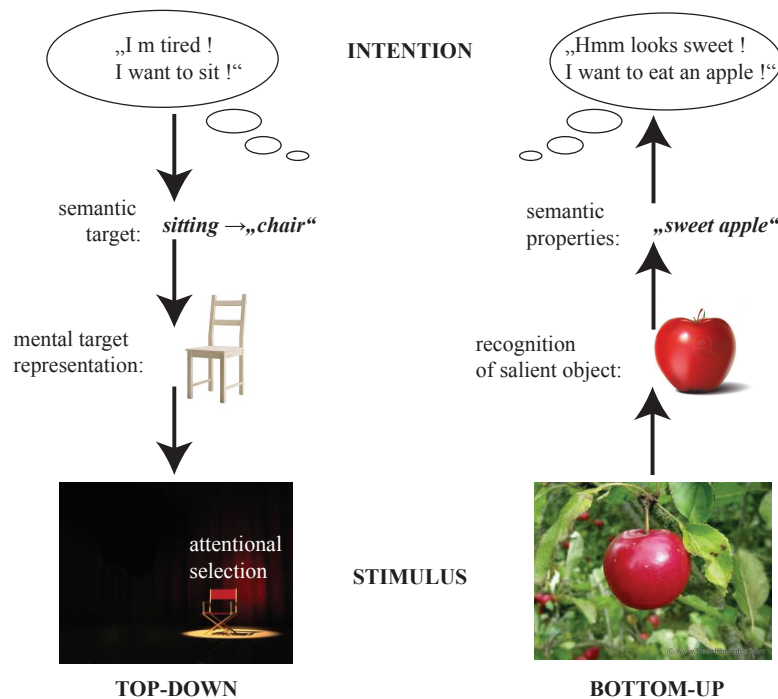 „I m tired !
I want to sit !“
INTENTION
„Hmm looks sweet !
I want to eat an apple !“
semantic
target:
sitting →„chair“
semantic
properties:
„sweet apple“
mental target
representation:
recognition
of salient object:
attentional
selection
STIMULUS
TOP-DOWN
BOTTOM-UP